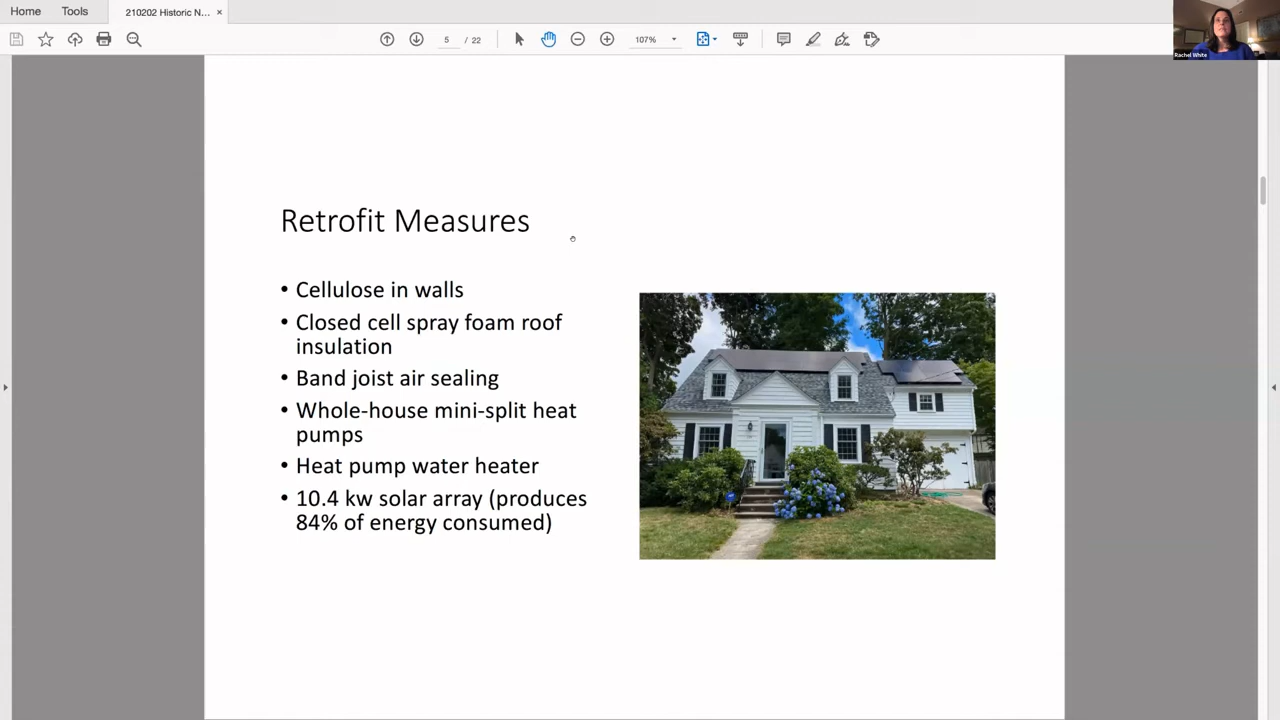 Home
Tools
210202 Historic N...
×
5 / 22
107%
Rachel White
Retrofit Measures
• Cellulose in walls
• Closed cell spray foam roof
insulation
• Band joist air sealing
• Whole-house mini-split heat
pumps
• Heat pump water heater
• 10.4 kw solar array (produces
84% of energy consumed)